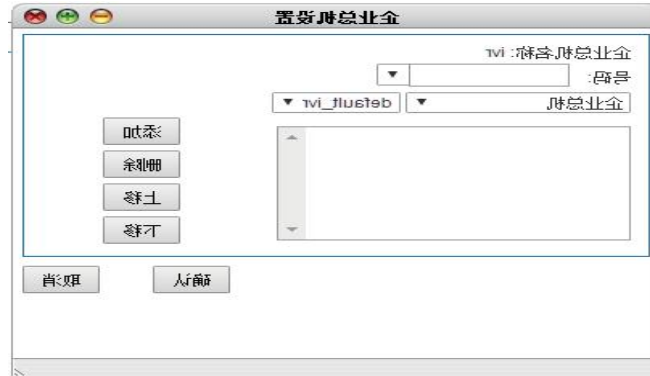 企业总机设置
企业总机名称: ivr
号码:
企业总机 default_ivr
添加
删除
上移
下移
确认 取消